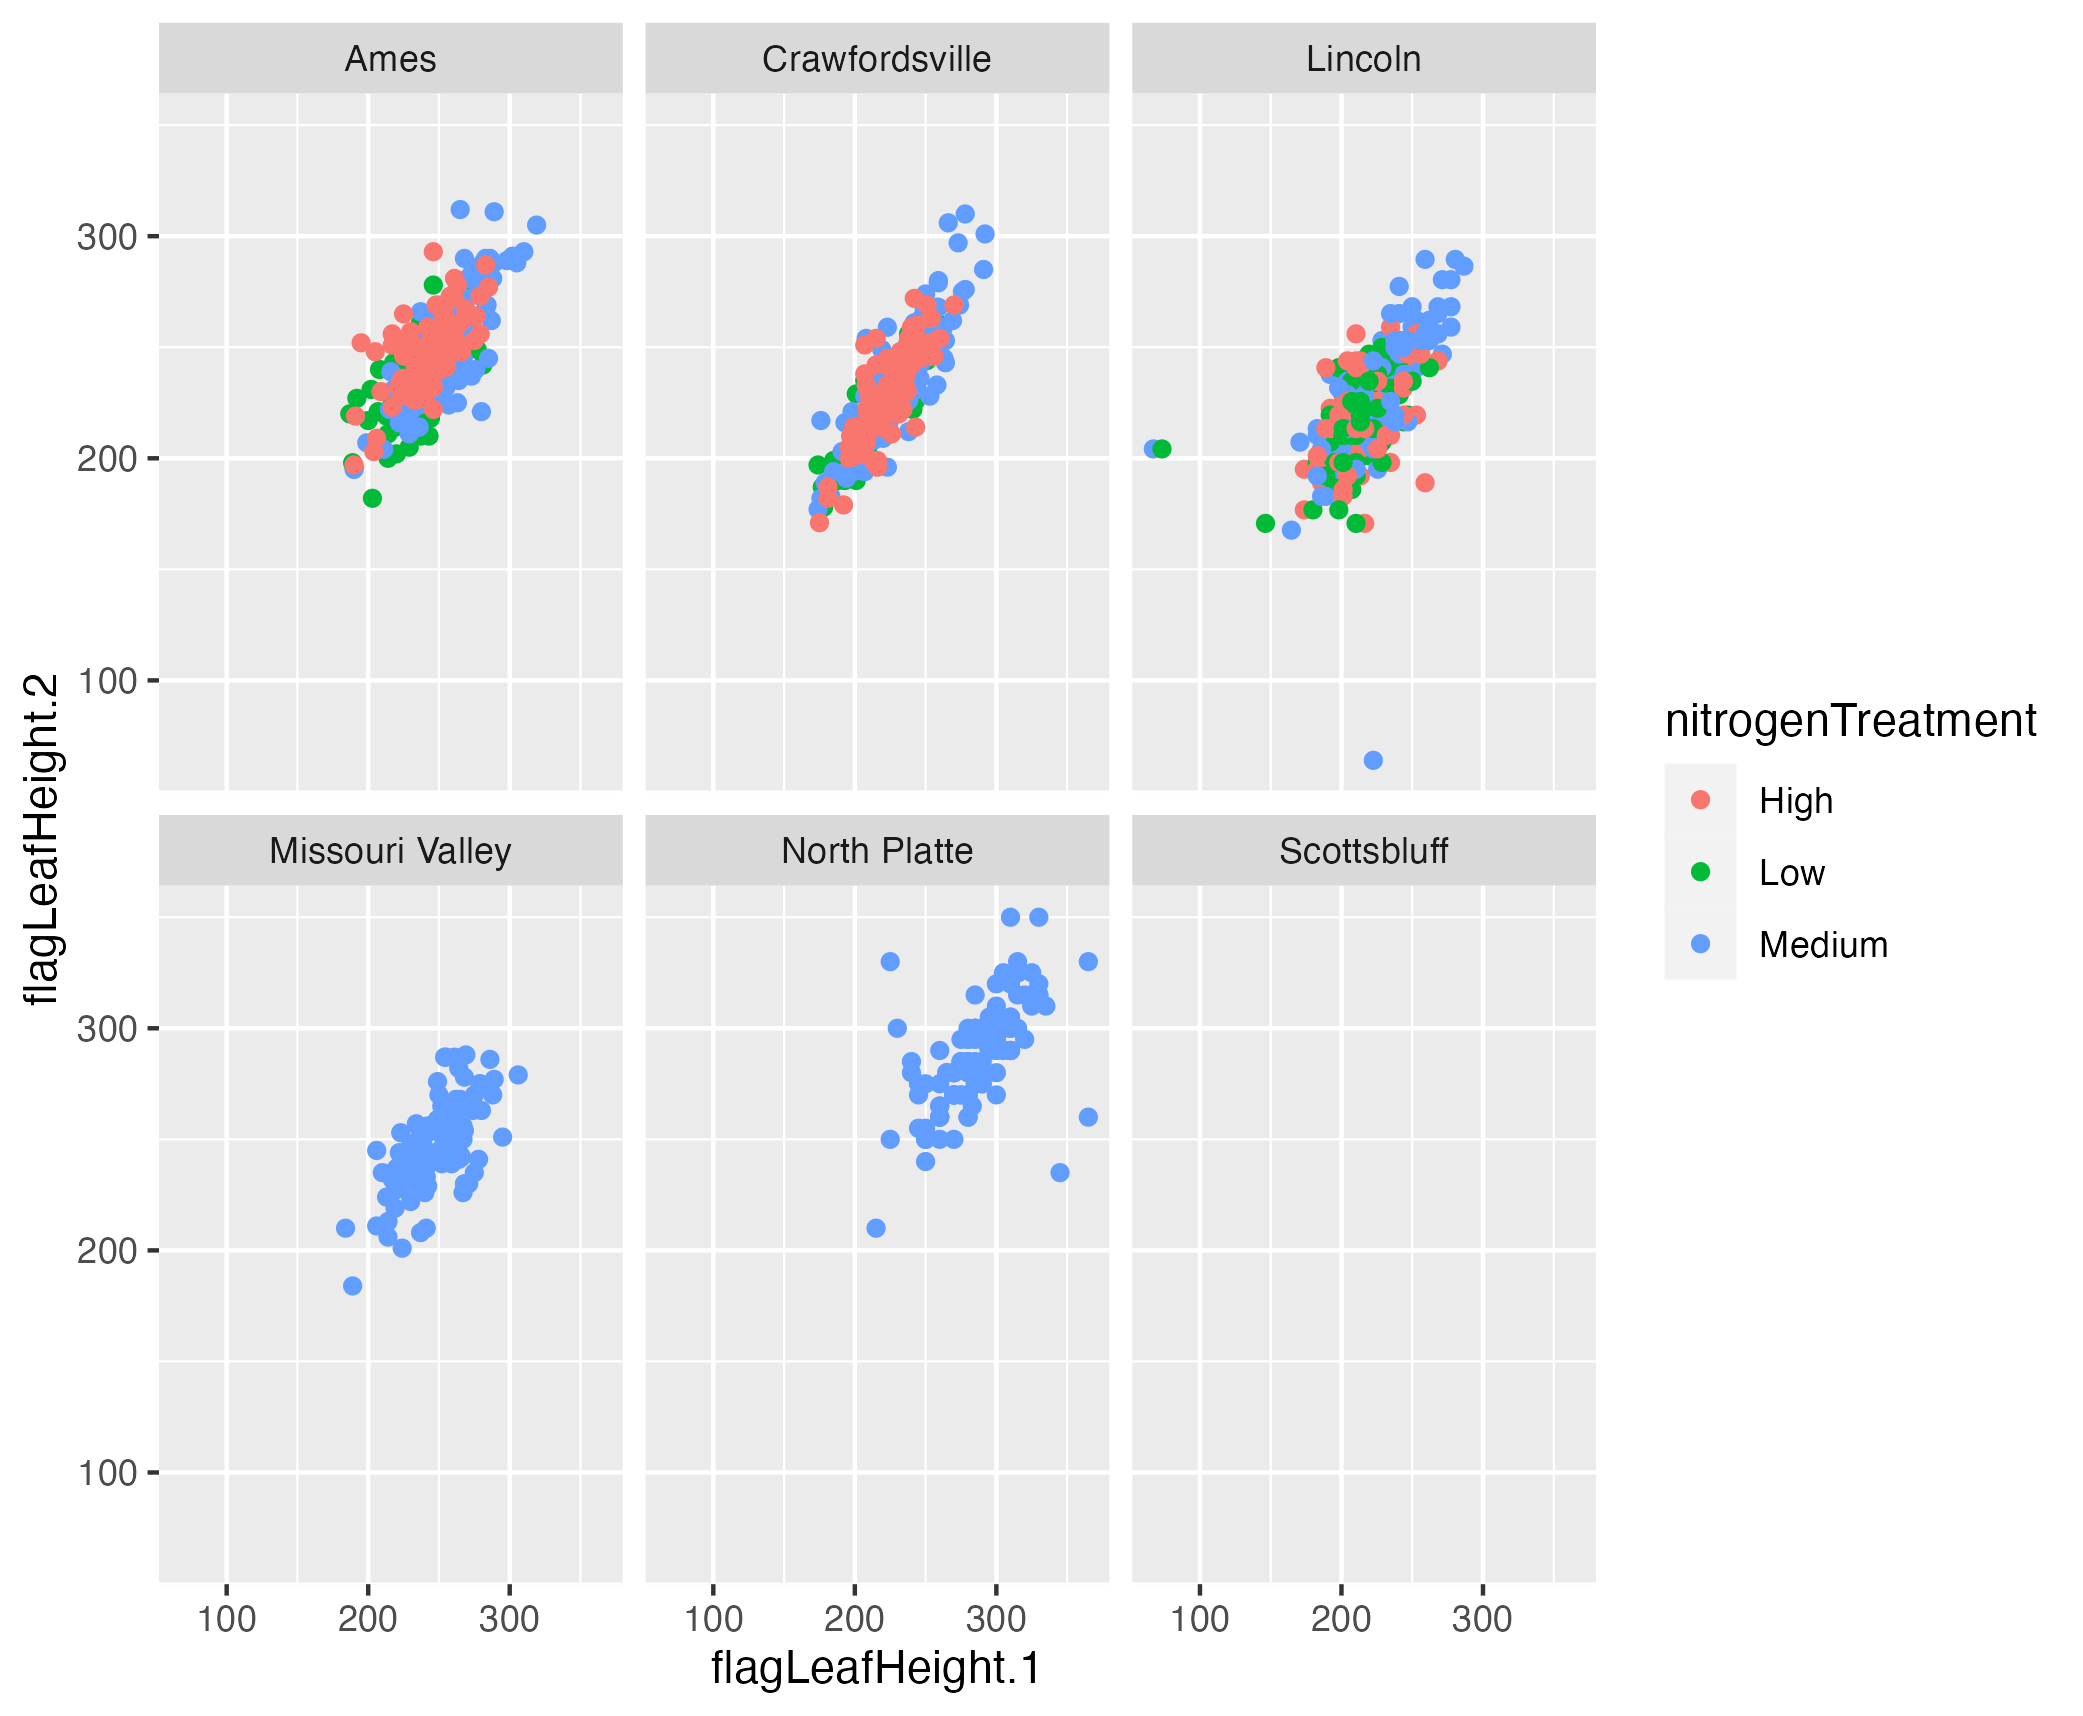 Ames
Crawfordsville
Lincoln
300
200
100
Missouri Valley
North Platte
Scottsbluff
300
200
100
100 200 300 100 200 300 100 200 300
flagLeafHeight.1
flagLeafHeight.2
nitrogenTreatment
High
Low
Medium